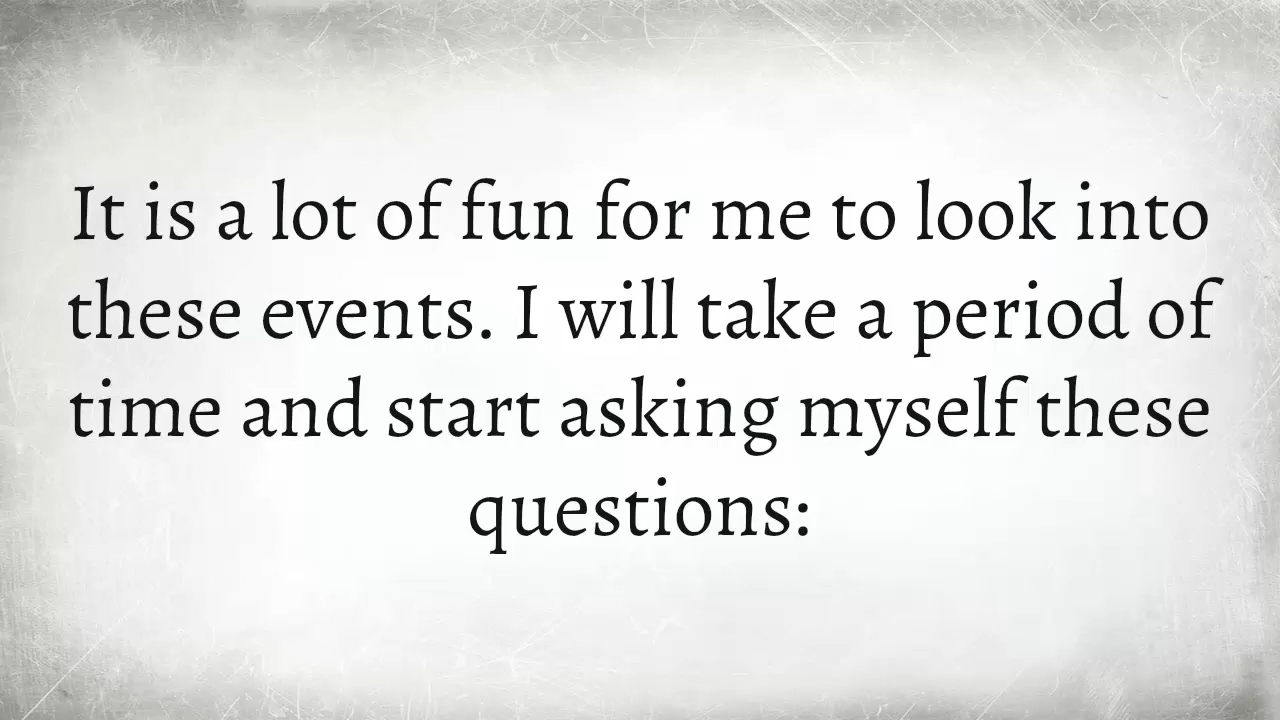 It is a lot of fun for me to look into
these events. I will take a period of
time and start asking myself these
questions: